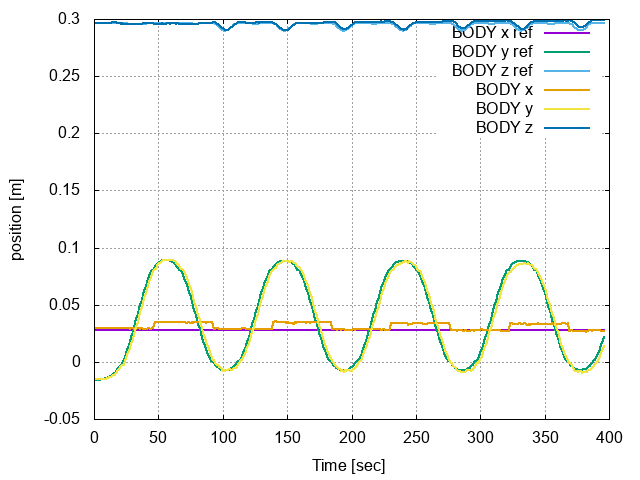 0.3
0.25
0.2
0.15
0.1
0.05
0
-0.05
position [m]
BODY x ref
BODY y ref
BODY z ref
BODY x
BODY y
BODY z
0 50 100 150 200 250 300 350 400
Time [sec]